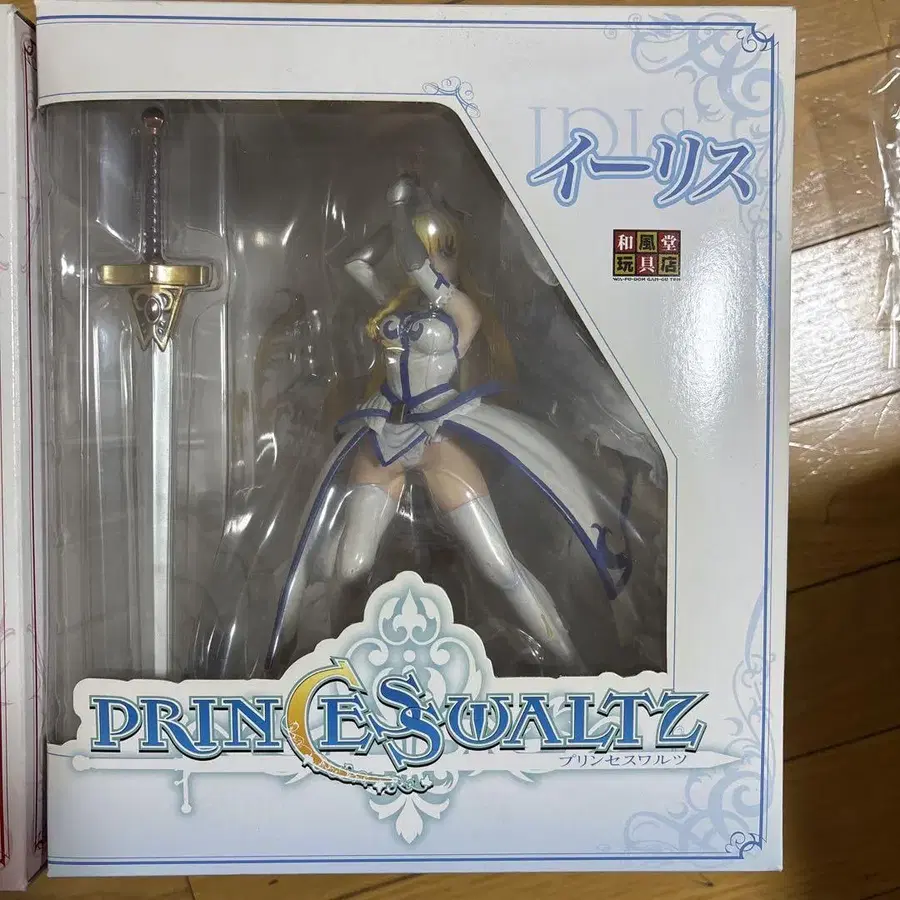 IRIS
イーリス
和風堂
玩具店
WA-FU-DOH GAN-GU TEN
PRINCESSWALTZ
プリンセスワルツ